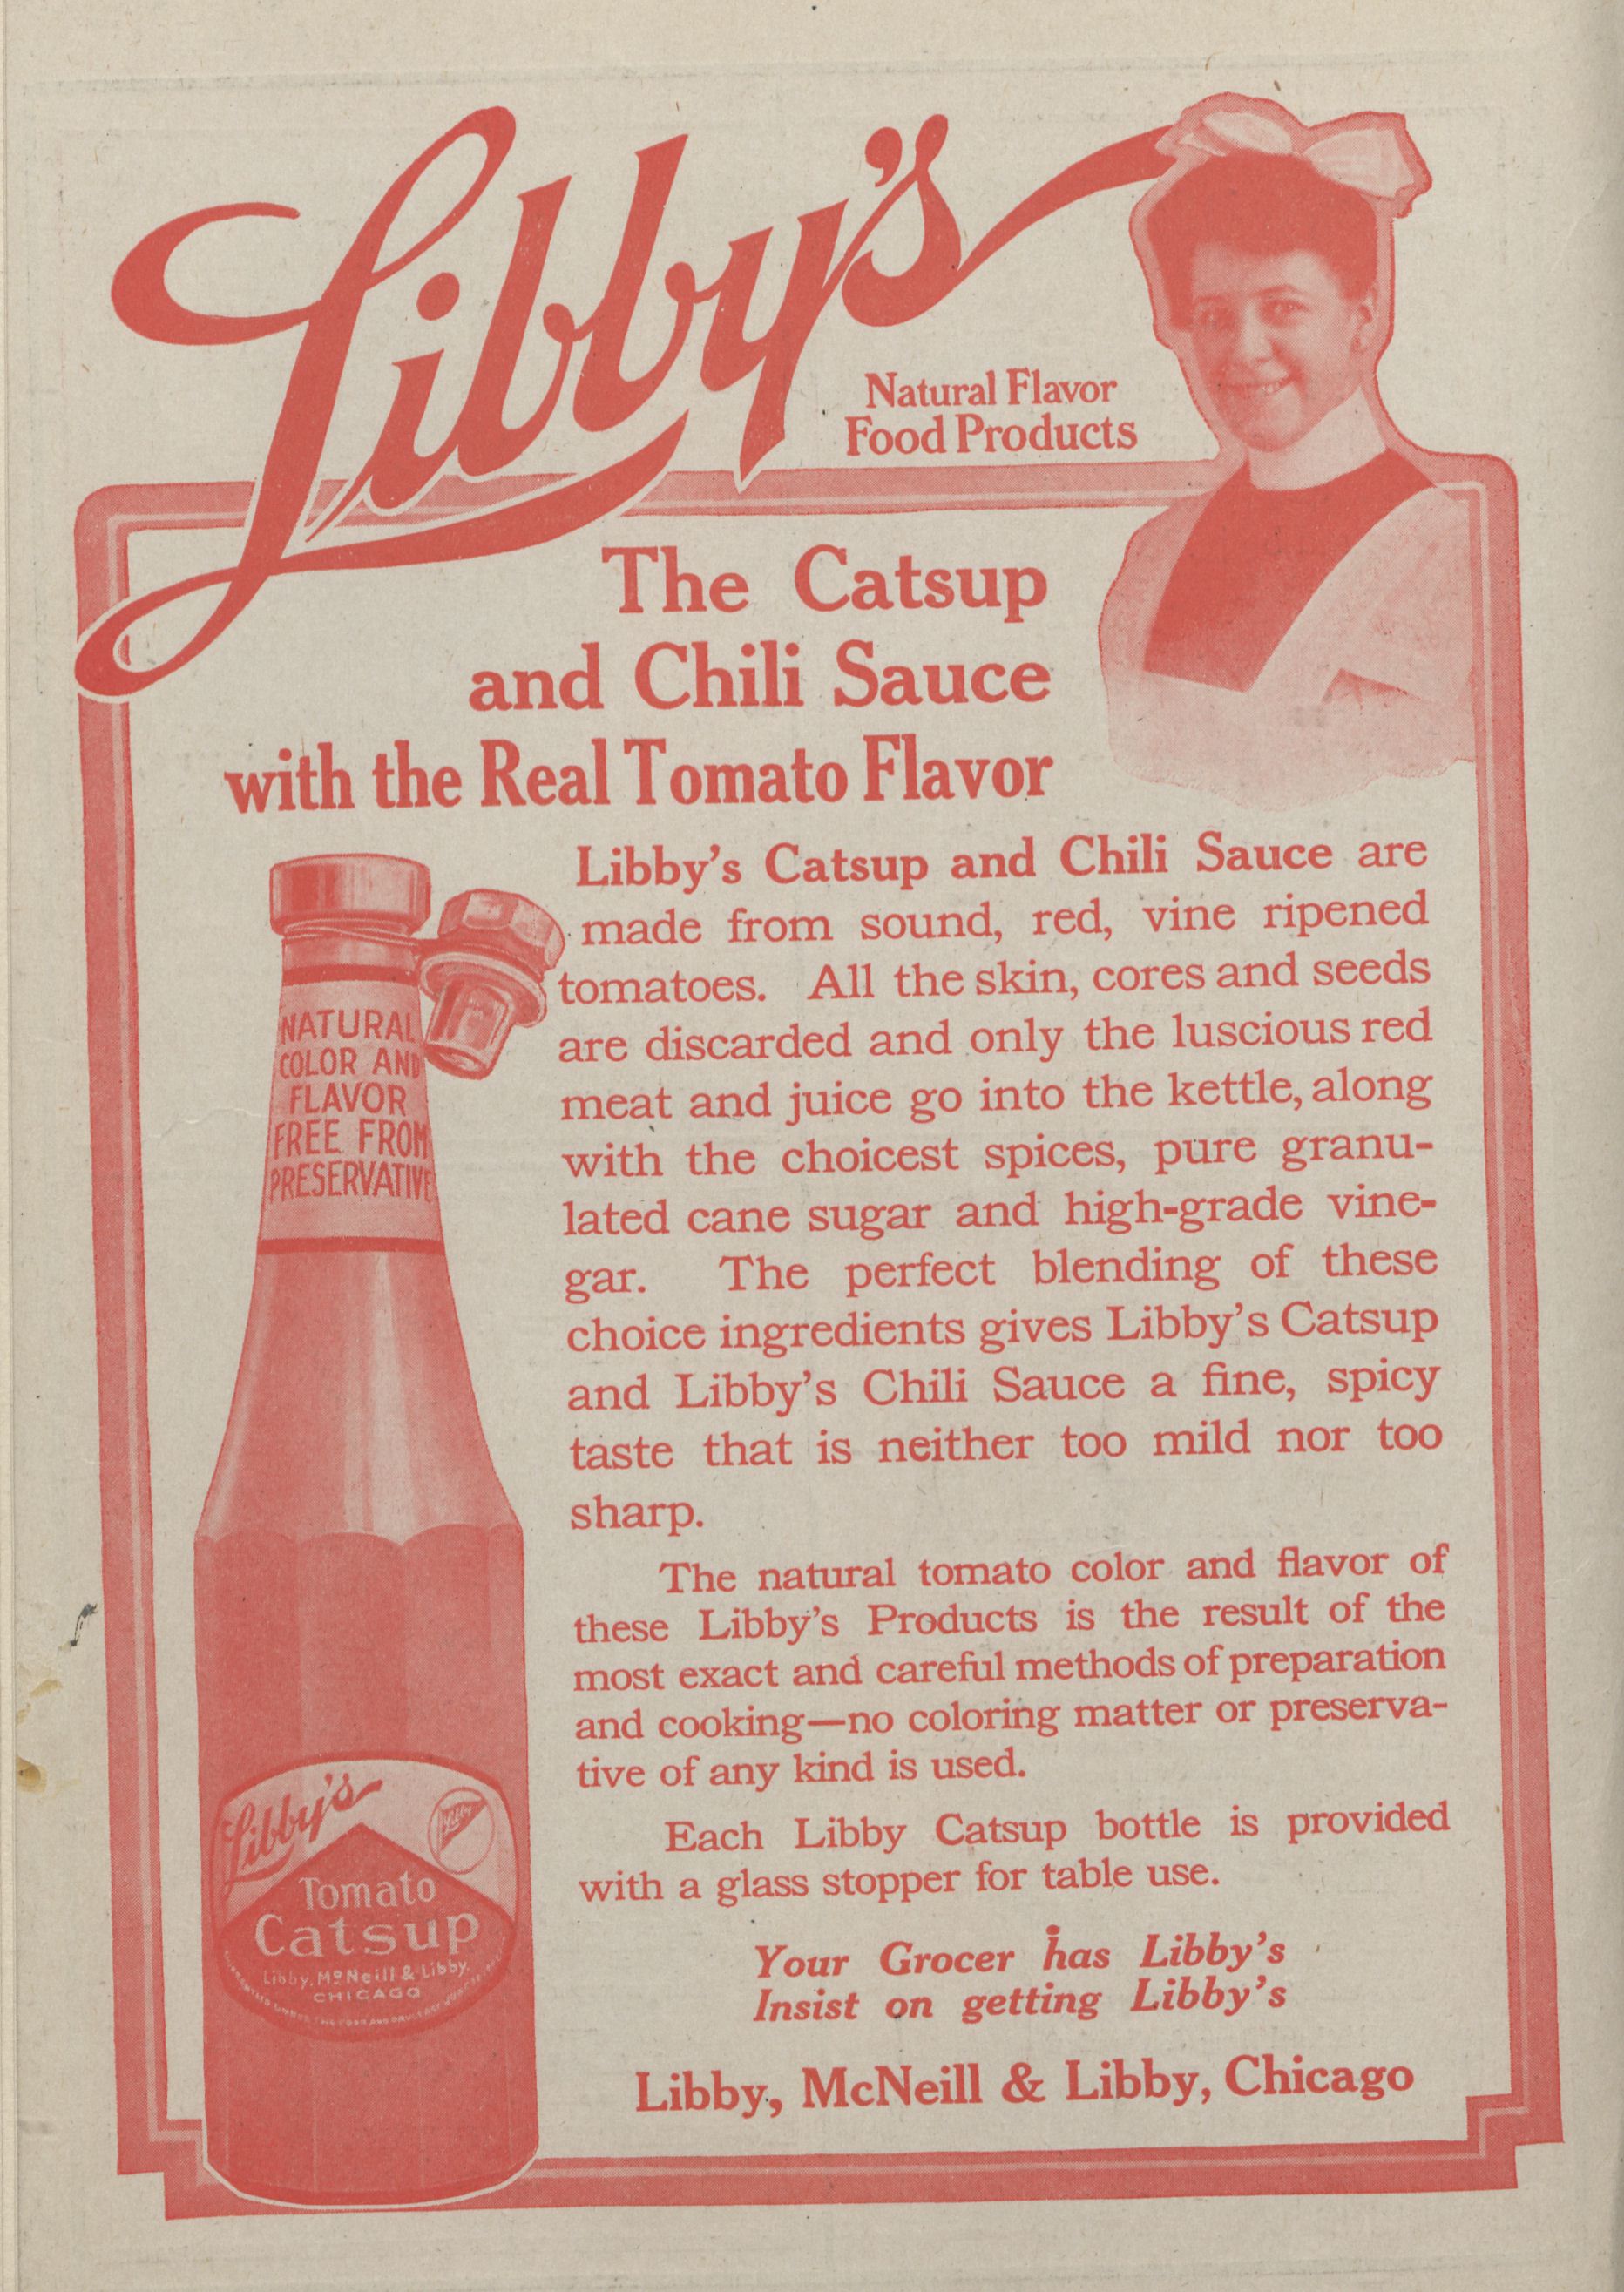 Libby's
Natural Flavor
Food Products
The Catsup
and Chili Sauce
with the Real Tomato Flavor
Libby's Catsup and Chili Sauce are
made from sound, red, vine ripened
tomatoes. All the skin, cores and seeds
are discarded and only the luscious red
meat and juice go into the kettle, along
with the choicest spices, pure granu-
lated cane sugar and high-grade vine-
gar. The perfect blending of these
choice ingredients gives Libby's Catsup
and Libby's Chili Sauce a fine, spicy
taste that is neither too mild nor too
sharp.
The natural tomato color and flavor of
these Libby's Products is the result of the
most exact and careful methods of preparation
and cooking—no coloring matter or preserva-
tive of any kind is used.
Each Libby Catsup bottle is provided
with a glass stopper for table use.
Your Grocer has Libby's
Insist on getting Libby's
Libby, McNeill & Libby, Chicago
NATURAL
COLOR AND
FLAVOR
FREE FROM
PRESERVATIVE
Libby's
Libby
Tomato
Catsup
Libby, McNeill & Libby.
CHICAGO